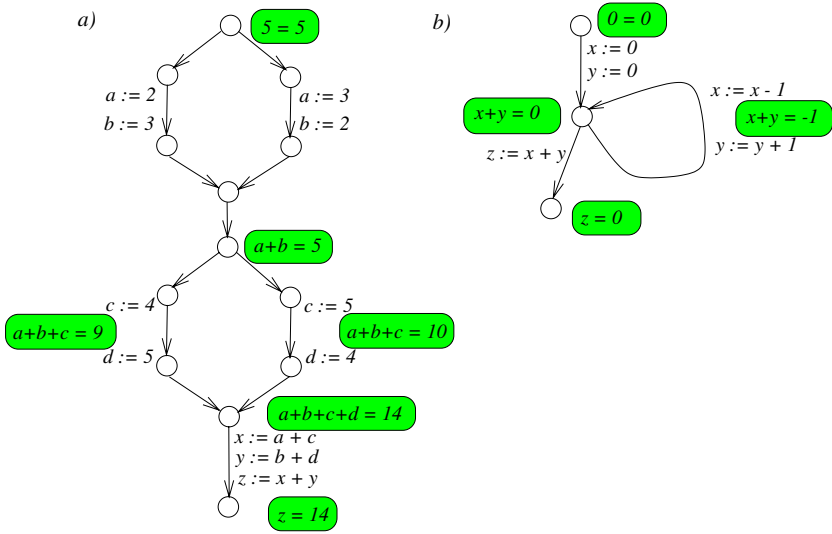 a)
5 = 5
a := 2
a := 3
b := 3
b := 2
a+b = 5
c := 4
c := 5
a+b+c = 9
a+b+c = 10
d := 5
d := 4
a+b+c+d = 14
x := a + c
y := b + d
z := x + y
z = 14
b)
0 = 0
x := 0
y := 0
x := x - 1
x+y = 0
x+y = -1
y := y + 1
z := x + y
z = 0